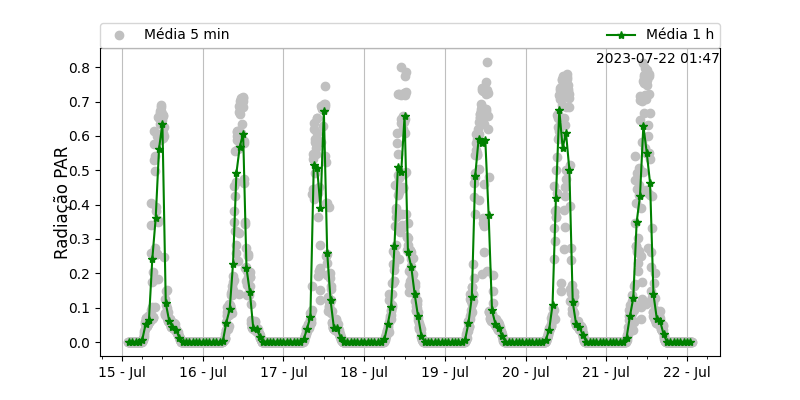 Média 5 min
Média 1 h
2023-07-22 01:47
Radiação PAR
0.8
0.7
0.6
0.5
0.4
0.3
0.2
0.1
0.0
15 - Jul
16 - Jul
17 - Jul
18 - Jul
19 - Jul
20 - Jul
21 - Jul
22 - Jul